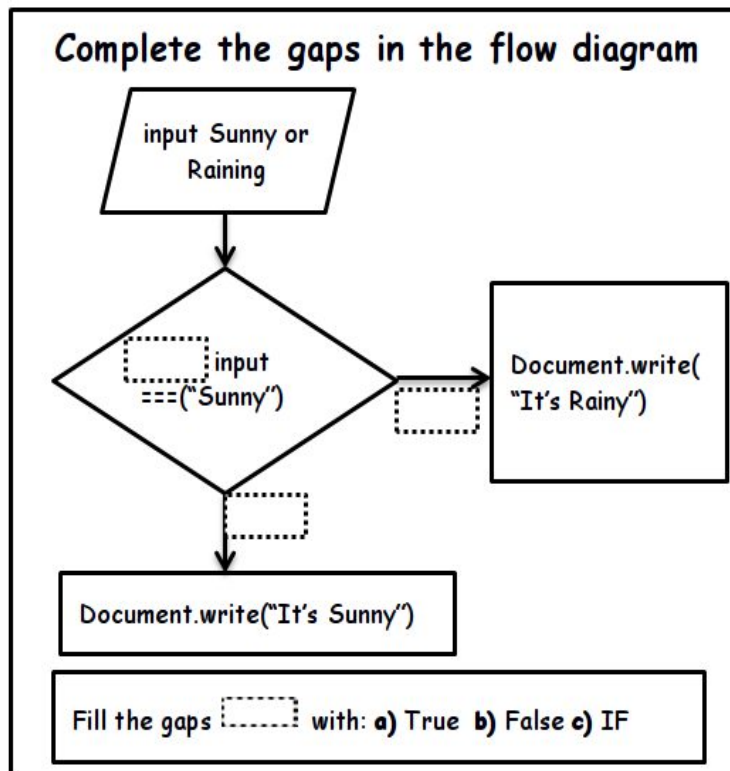 Complete the gaps in the flow diagram
input Sunny or
Raining
input
===(“Sunny”)
Document.write(
“It’s Rainy”)
Document.write(“It’s Sunny”)
Fill the gaps with: a) True b) False c) IF